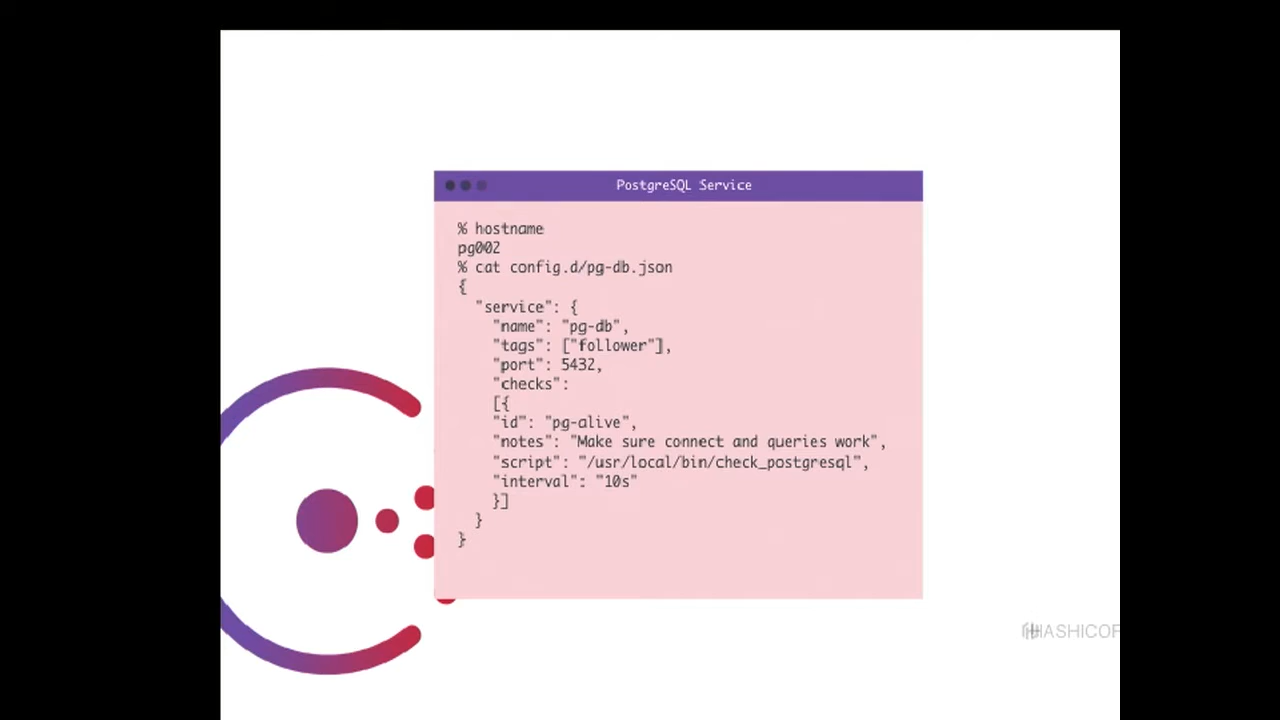 PostgreSQL Service
% hostname
pg002
% cat config.d/pg-db.json
{
  "service": {
    "name": "pg-db",
    "tags": ["follower"],
    "port": 5432,
    "checks":
    [{
    "id": "pg-alive",
    "notes": "Make sure connect and queries work",
    "script": "/usr/local/bin/check_postgresql",
    "interval": "10s"
    }]
  }
}
HASHICOR